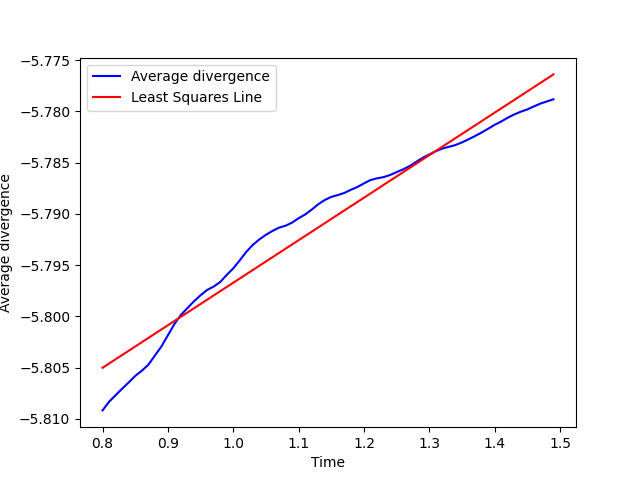 Average divergence
Least Squares Line
−5.775
−5.780
−5.785
−5.790
−5.795
−5.800
−5.805
−5.810
Average divergence
0.8 0.9 1.0 1.1 1.2 1.3 1.4 1.5
Time